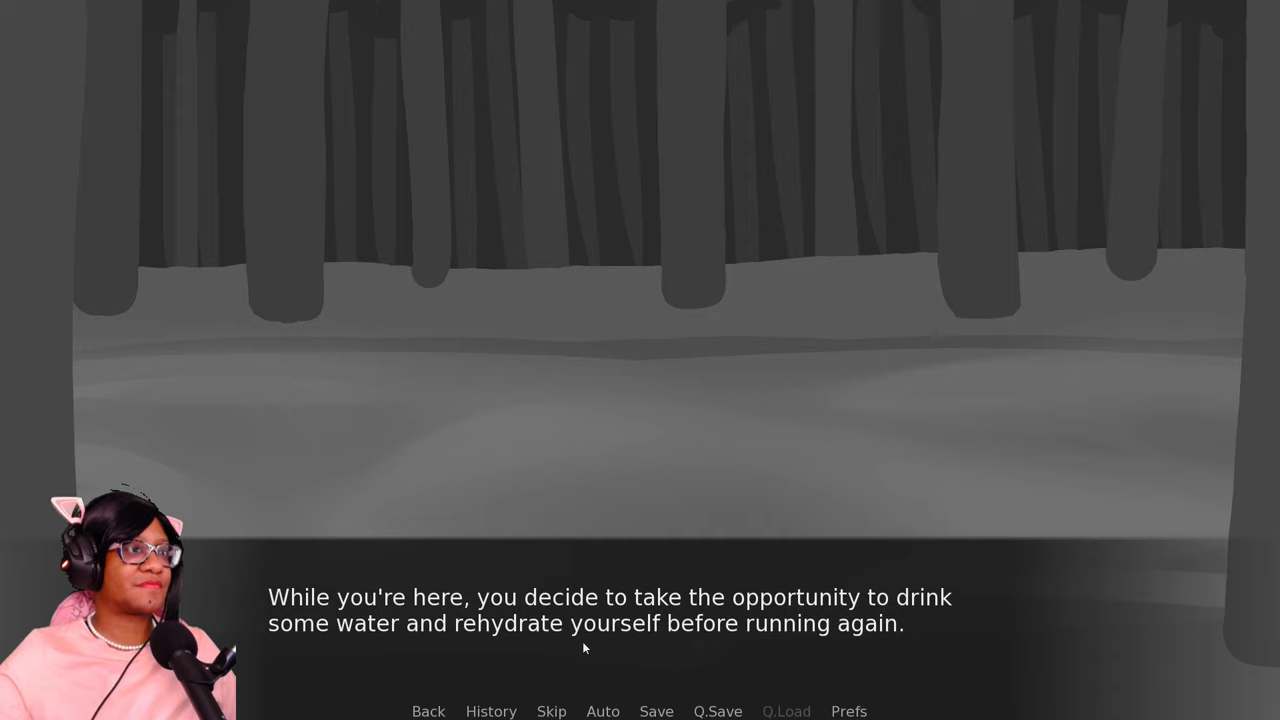 While you're here, you decide to take the opportunity to drink
some water and rehydrate yourself before running again.
Back History Skip Auto Save Q.Save Q.Load Prefs